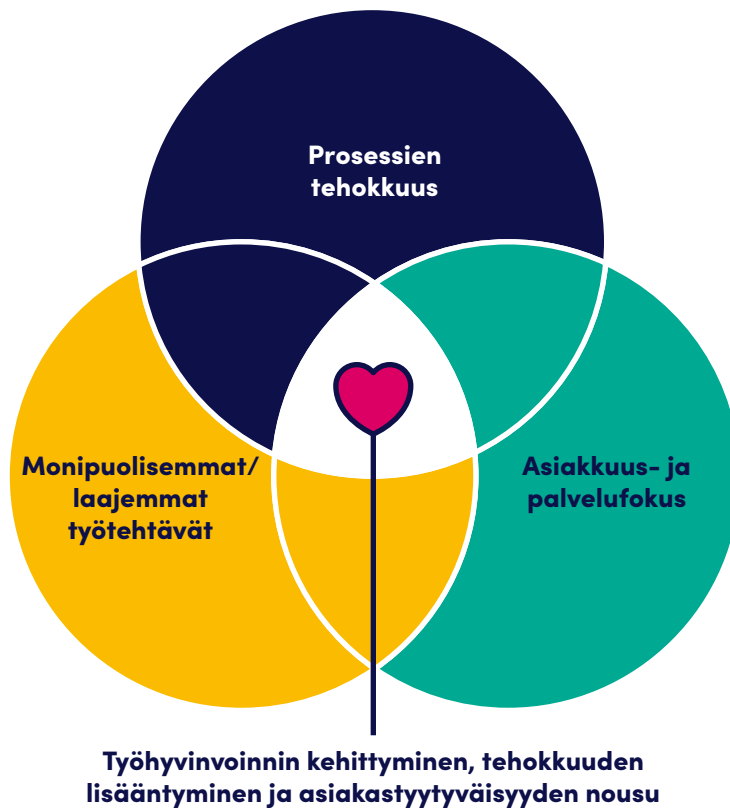 Prosessien
tehokkuus
Monipuolisemmat/
laajemmat
työtehtävät
Asiakkuus- ja
palvelufokus
Työhyvinvoinnin kehittyminen, tehokkuuden
lisääntyminen ja asiakastyytyväisyyden nousu